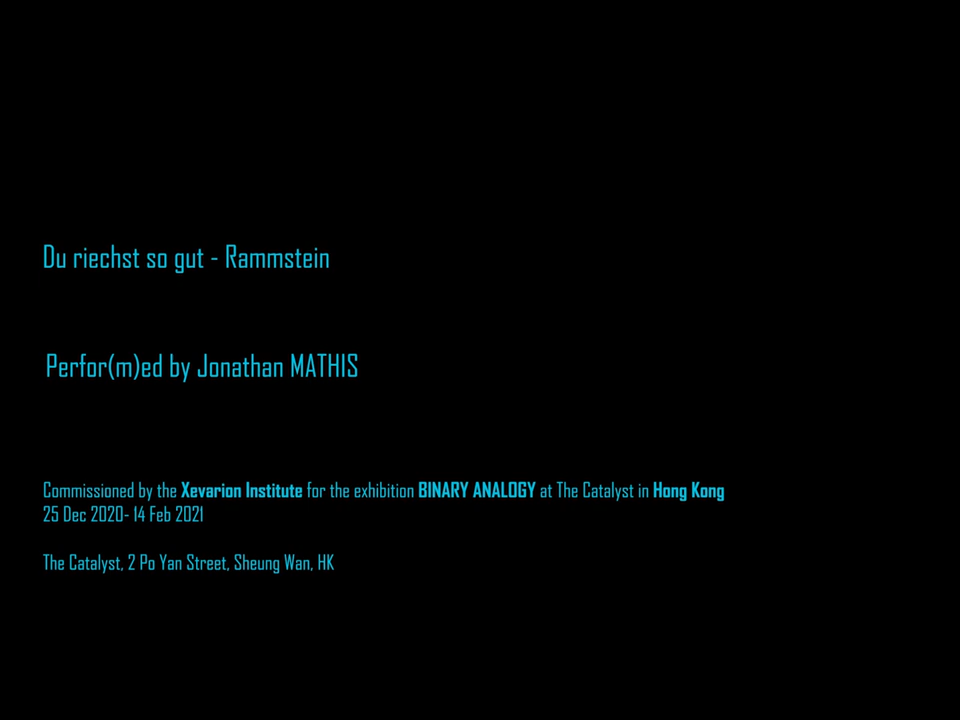 Du riechst so gut - Rammstein
Perfor(m)ed by Jonathan MATHIS
Commissioned by the Xevarion Institute for the exhibition BINARY ANALOGY at The Catalyst in Hong Kong
25 Dec 2020- 14 Feb 2021
The Catalyst, 2 Po Yan Street, Sheung Wan, HK